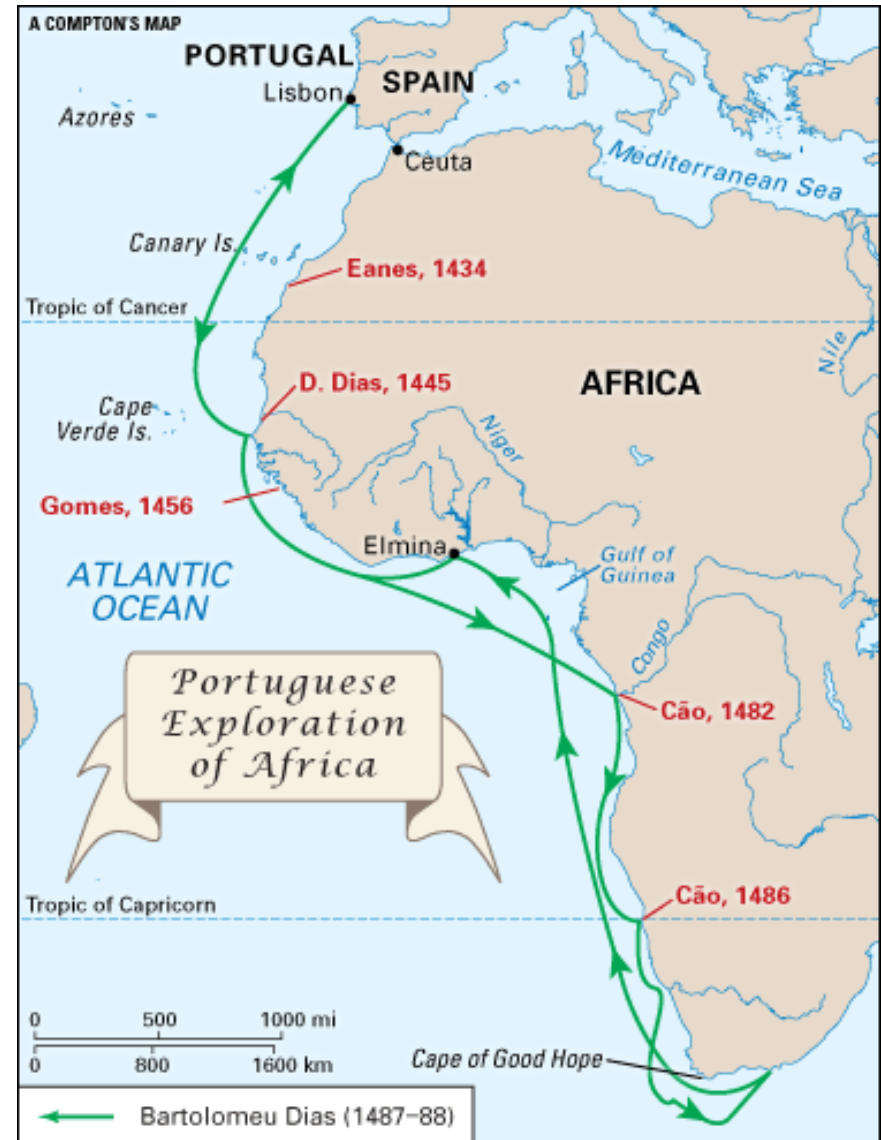 A COMPTON'S MAP
PORTUGAL
SPAIN
Lisbon
Azores
Ceuta
Mediterranean Sea
Canary Is.
Eanes, 1434
Tropic of Cancer
Nile
D. Dias, 1445
AFRICA
Cape
Verde Is.
Niger
Gomes, 1456
Elmina
Gulf of
Guinea
ATLANTIC
OCEAN
Congo
Portuguese
Exploration
of Africa
Cão, 1482
Cão, 1486
Tropic of Capricorn
0 500 1000 mi
0 800 1600 km
Cape of Good Hope
Bartolomeu Dias (1487–88)